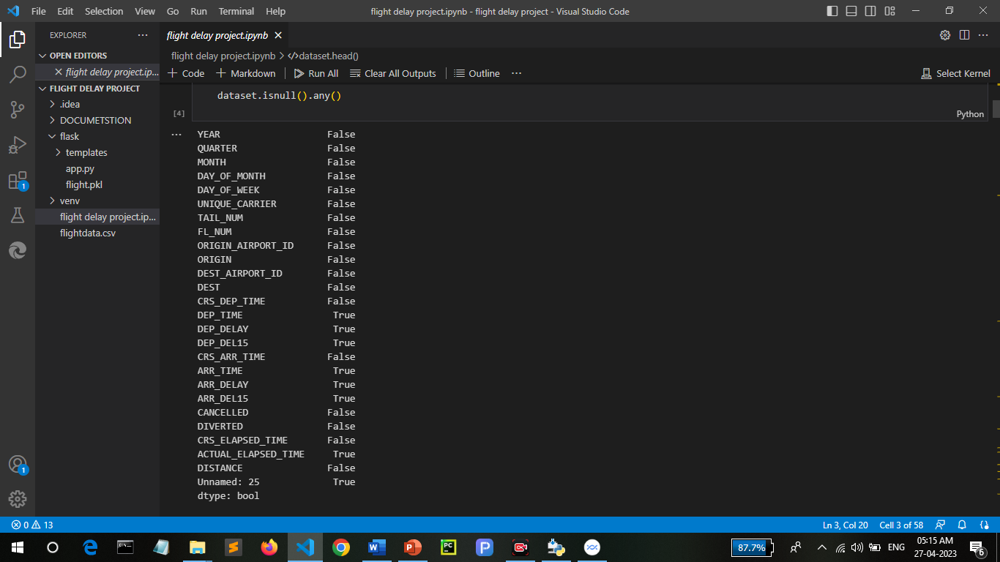 File Edit Selection View Go Run Terminal Help
flight delay project.ipynb - flight delay project - Visual Studio Code
EXPLORER
OPEN EDITORS
flight delay project.ip...
FLIGHT DELAY PROJECT
.idea
DOCUMETSTION
flask
templates
app.py
flight.pkl
venv
flight delay project.ip...
flightdata.csv
1
1
flight delay project.ipynb
flight delay project.ipynb > dataset.head()
+ Code + Markdown Run All Clear All Outputs Outline ... Select Kernel
dataset.isnull().any()
[4]
Python
YEAR False
QUARTER False
MONTH False
DAY_OF_MONTH False
DAY_OF_WEEK False
UNIQUE_CARRIER False
TAIL_NUM False
FL_NUM False
ORIGIN_AIRPORT_ID False
ORIGIN False
DEST_AIRPORT_ID False
DEST False
CRS_DEP_TIME False
DEP_TIME True
DEP_DELAY True
DEP_DEL15 True
CRS_ARR_TIME False
ARR_TIME True
ARR_DELAY True
ARR_DEL15 True
CANCELLED False
DIVERTED False
CRS_ELAPSED_TIME False
ACTUAL_ELAPSED_TIME True
DISTANCE False
Unnamed: 25 True
dtype: bool
0 13
Ln 3, Col 20 Cell 3 of 58
87.7%
ENG
05:15 AM
27-04-2023
6